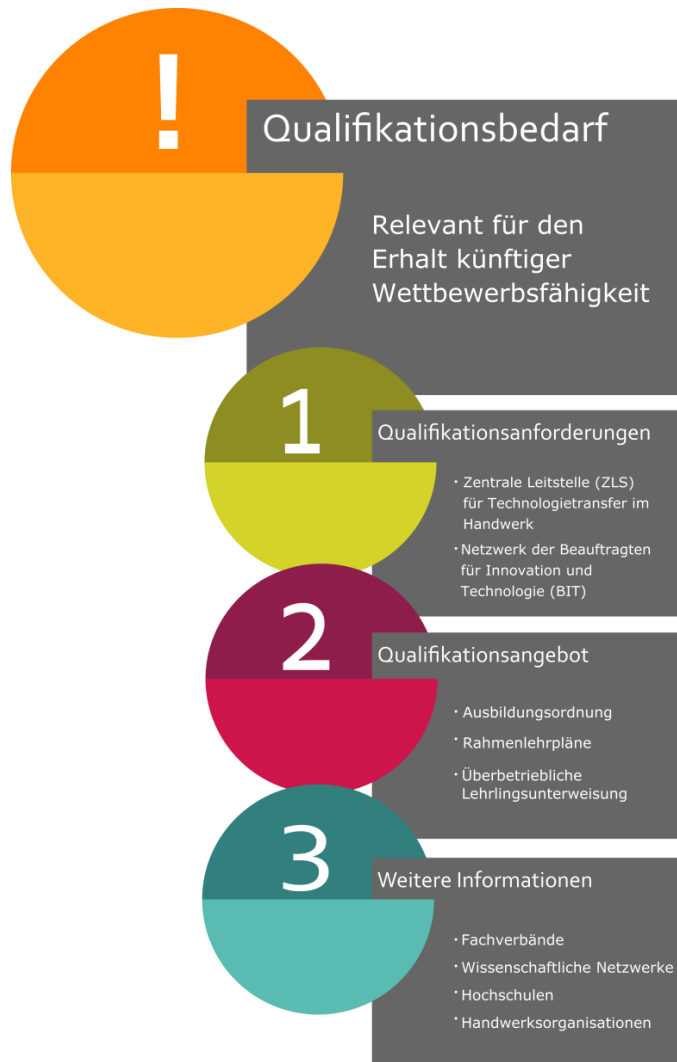 !
Qualifikationsbedarf
Relevant für den
Erhalt künftiger
Wettbewerbsfähigkeit
1
Qualifikationsanforderungen
· Zentrale Leitstelle (ZLS)
für Technologietransfer im
Handwerk
· Netzwerk der Beauftragten
für Innovation und
Technologie (BIT)
2
Qualifikationsangebot
· Ausbildungsordnung
· Rahmenlehrpläne
· Überbetriebliche
Lehrlingsunterweisung
3
Weitere Informationen
· Fachverbände
· Wissenschaftliche Netzwerke
· Hochschulen
· Handwerksorganisationen